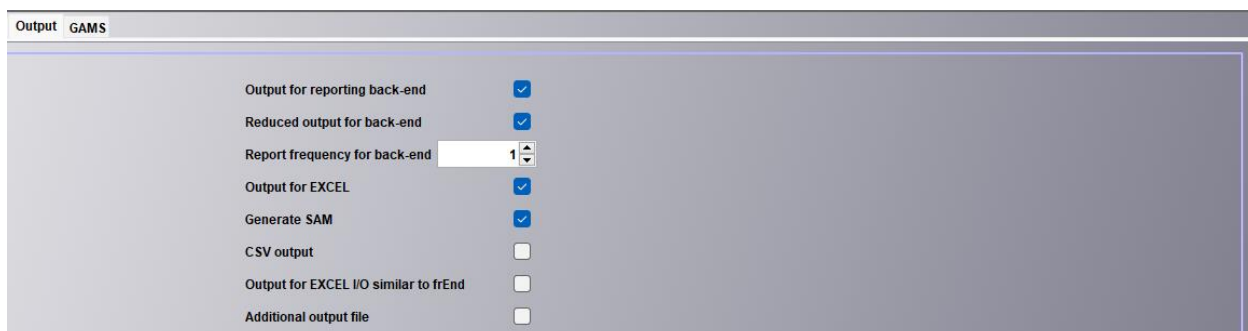 Output GAMS
Output for reporting back-end
Reduced output for back-end
Report frequency for back-end 1
Output for EXCEL
Generate SAM
CSV output
Output for EXCEL I/O similar to frEnd
Additional output file